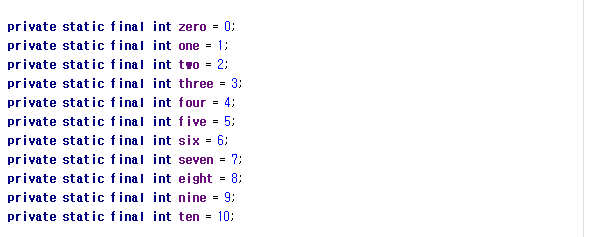 private static final int zero = 0;
private static final int one = 1;
private static final int two = 2;
private static final int three = 3;
private static final int four = 4;
private static final int five = 5;
private static final int six = 6;
private static final int seven = 7;
private static final int eight = 8;
private static final int nine = 9;
private static final int ten = 10;